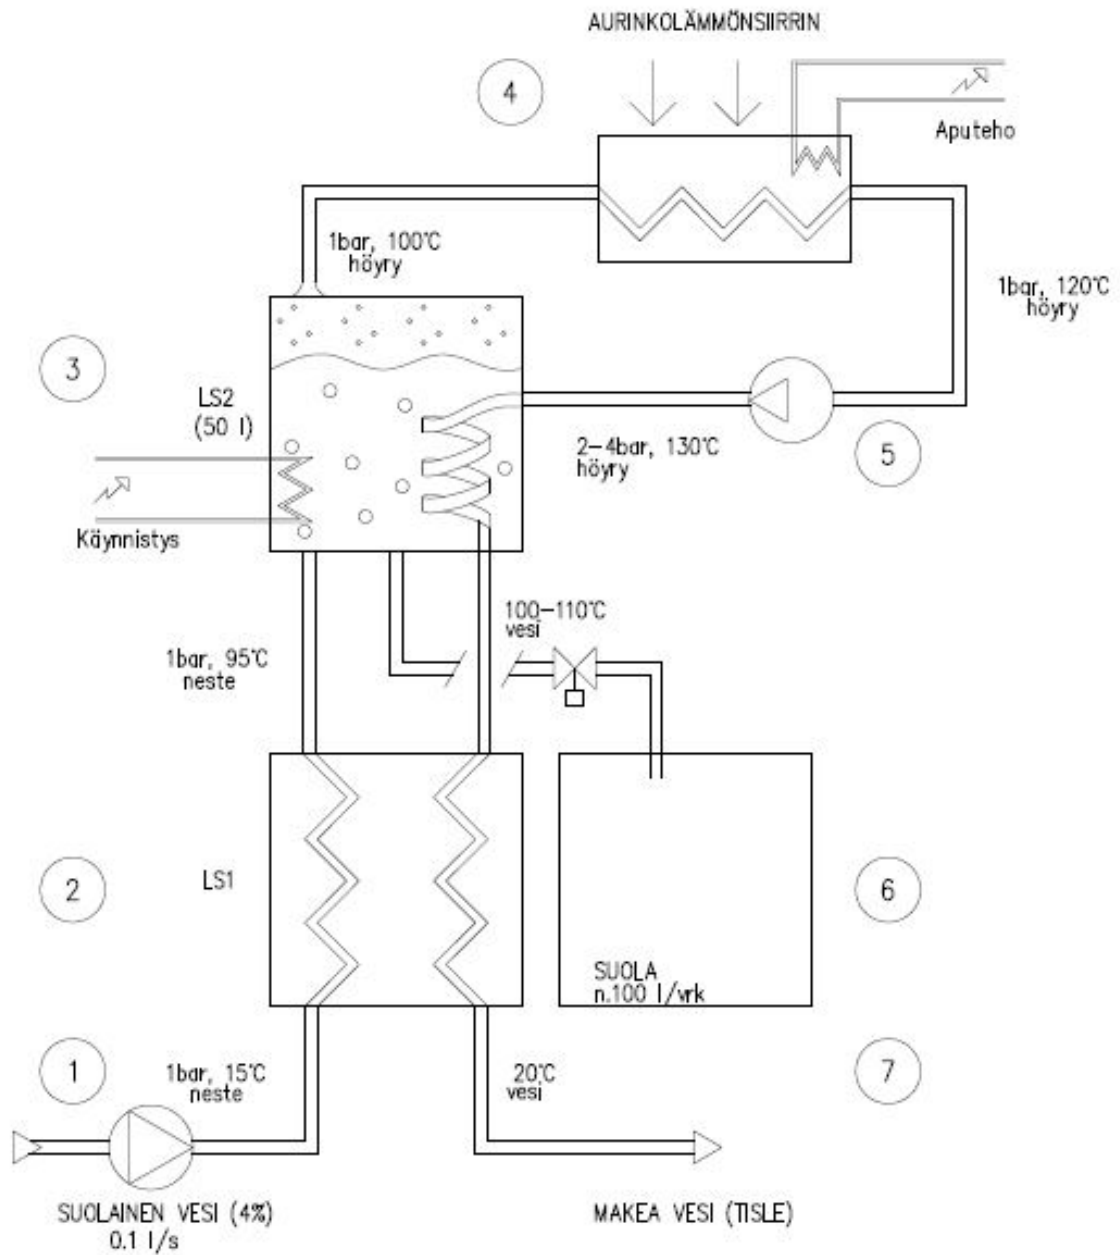 AURINKOLÄMMÖNSIIRRIN
4
Aputeho
1bar, 100°C
höyry
1bar, 120°C
höyry
3
LS2
(50 l)
2-4bar, 130°C
höyry
5
Käynnistys
100-110°C
vesi
1bar, 95°C
neste
2
LS1
6
SUOLA
n.100 l/vrk
1
1bar, 15°C
neste
20°C
vesi
7
SUOLAINEN VESI (4%)
0.1 l/s
MAKEA VESI (TISLE)